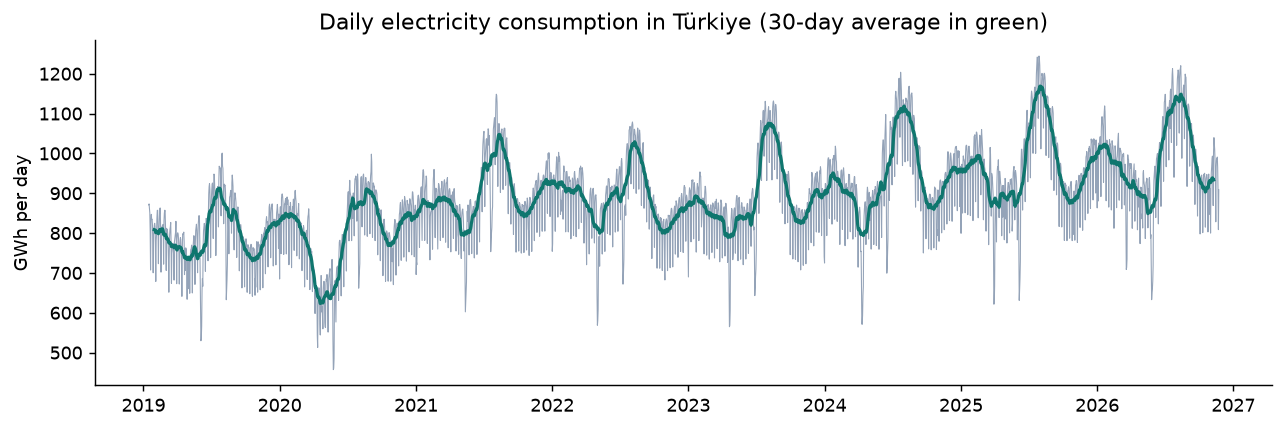 Daily electricity consumption in Türkiye (30-day average in green)
GWh per day
1200
1100
1000
900
800
700
600
500
2019 2020 2021 2022 2023 2024 2025 2026 2027